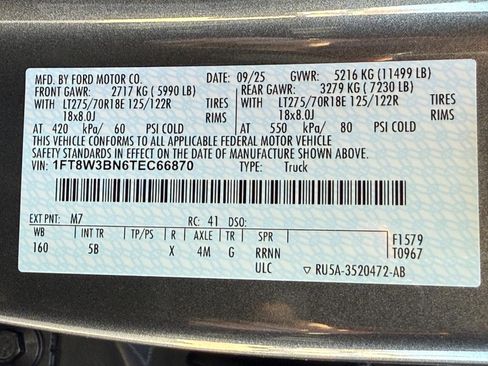 MFD. BY FORD MOTOR CO. DATE: 09/25 GVWR: 5216 KG (11499 LB)
FRONT GAWR: 2717 KG (5990 LB) REAR GAWR: 3279 KG (7230 LB)
WITH LT275/70R18E 125/122R TIRES WITH LT275/70R18E 125/122R TIRES
18x8.0J RIMS 18x8.0J RIMS
AT 420 kPa/ 60 PSI COLD AT 550 kPa/ 80 PSI COLD
THIS VEHICLE CONFORMS TO ALL APPLICABLE FEDERAL MOTOR VEHICLE
SAFETY STANDARDS IN EFFECT ON THE DATE OF MANUFACTURE SHOWN ABOVE.
VIN: 1FT8W3BN6TEC66870 TYPE: Truck
EXT PNT: M7 RC: 41 DSO:
WB INT TR TP/PS R AXLE TR SPR F1579
160 5B X 4M G RRNN T0967
ULC ▽ RU5A-3520472-AB